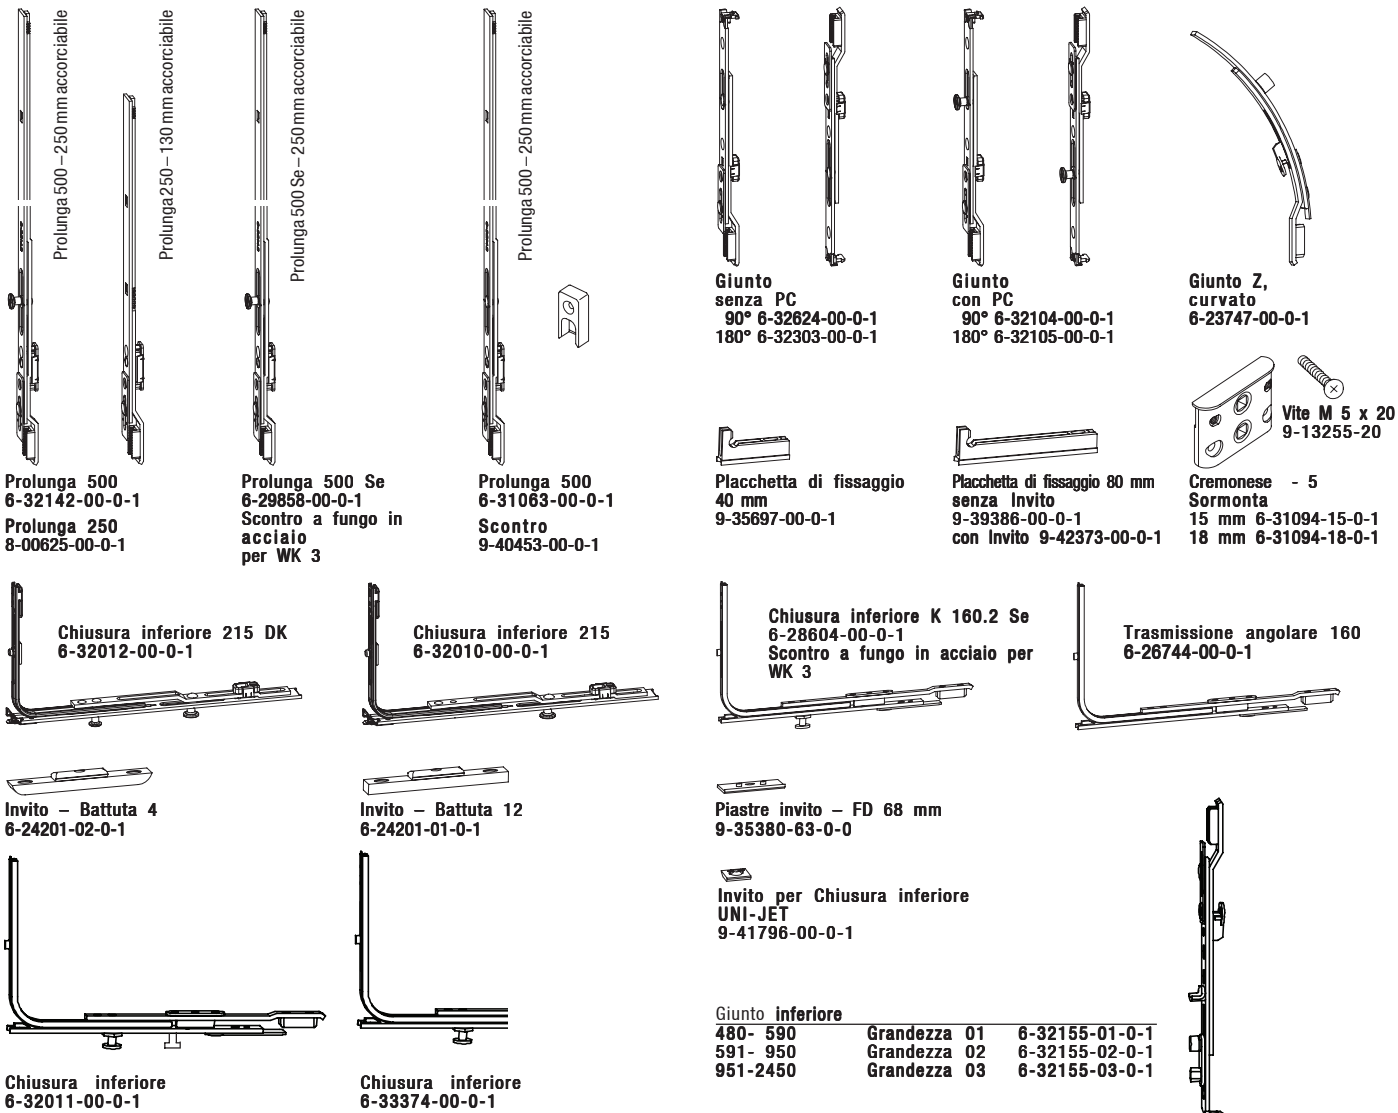 Prolunga 500 – 250 mm accorciabile
Prolunga 250 – 130 mm accorciabile
Prolunga 500 Se – 250 mm accorciabile
Prolunga 500 – 250 mm accorciabile
Prolunga 500
6-32142-00-0-1
Prolunga 250
8-00625-00-0-1
Prolunga 500 Se
6-29858-00-0-1
Scontro a fungo in
acciaio
per WK 3
Prolunga 500
6-31063-00-0-1
Scontro
9-40453-00-0-1
Giunto
senza PC
90° 6-32624-00-0-1
180° 6-32303-00-0-1
Giunto
con PC
90° 6-32104-00-0-1
180° 6-32105-00-0-1
Giunto Z,
curvato
6-23747-00-0-1
Vite M 5 x 20
9-13255-20
Placchetta di fissaggio
40 mm
9-35697-00-0-1
Placchetta di fissaggio 80 mm
senza Invito
9-39386-00-0-1
con Invito 9-42373-00-0-1
Cremonese - 5
Sormonta
15 mm 6-31094-15-0-1
18 mm 6-31094-18-0-1
Chiusura inferiore 215 DK
6-32012-00-0-1
Chiusura inferiore 215
6-32010-00-0-1
Chiusura inferiore K 160.2 Se
6-28604-00-0-1
Scontro a fungo in acciaio per
WK 3
Trasmissione angolare 160
6-26744-00-0-1
Invito – Battuta 4
6-24201-02-0-1
Invito – Battuta 12
6-24201-01-0-1
Piastre invito – FD 68 mm
9-35380-63-0-0
Invito per Chiusura inferiore
UNI-JET
9-41796-00-0-1
Giunto inferiore
480- 590 Grandezza 01 6-32155-01-0-1
591- 950 Grandezza 02 6-32155-02-0-1
951-2450 Grandezza 03 6-32155-03-0-1
Chiusura inferiore
6-32011-00-0-1
Chiusura inferiore
6-33374-00-0-1